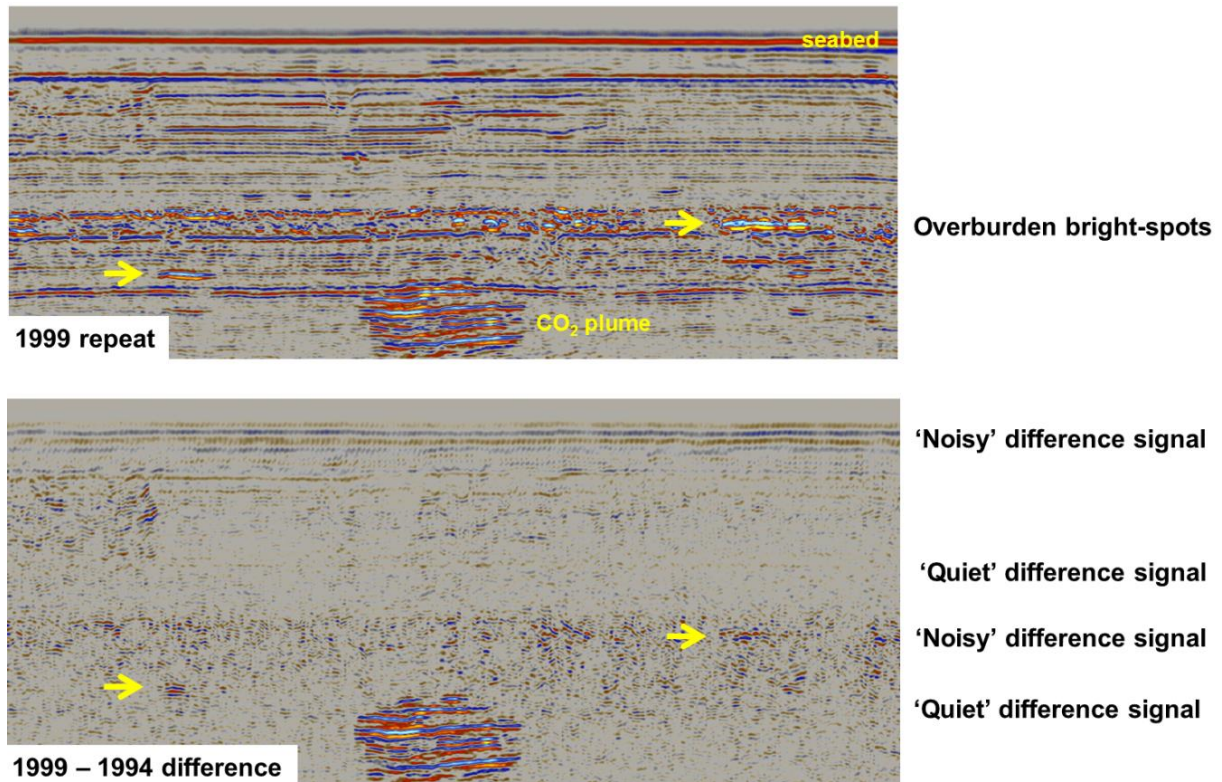 seabed
Overburden bright-spots
CO₂ plume
1999 repeat
‘Noisy’ difference signal
‘Quiet’ difference signal
‘Noisy’ difference signal
‘Quiet’ difference signal
1999 – 1994 difference